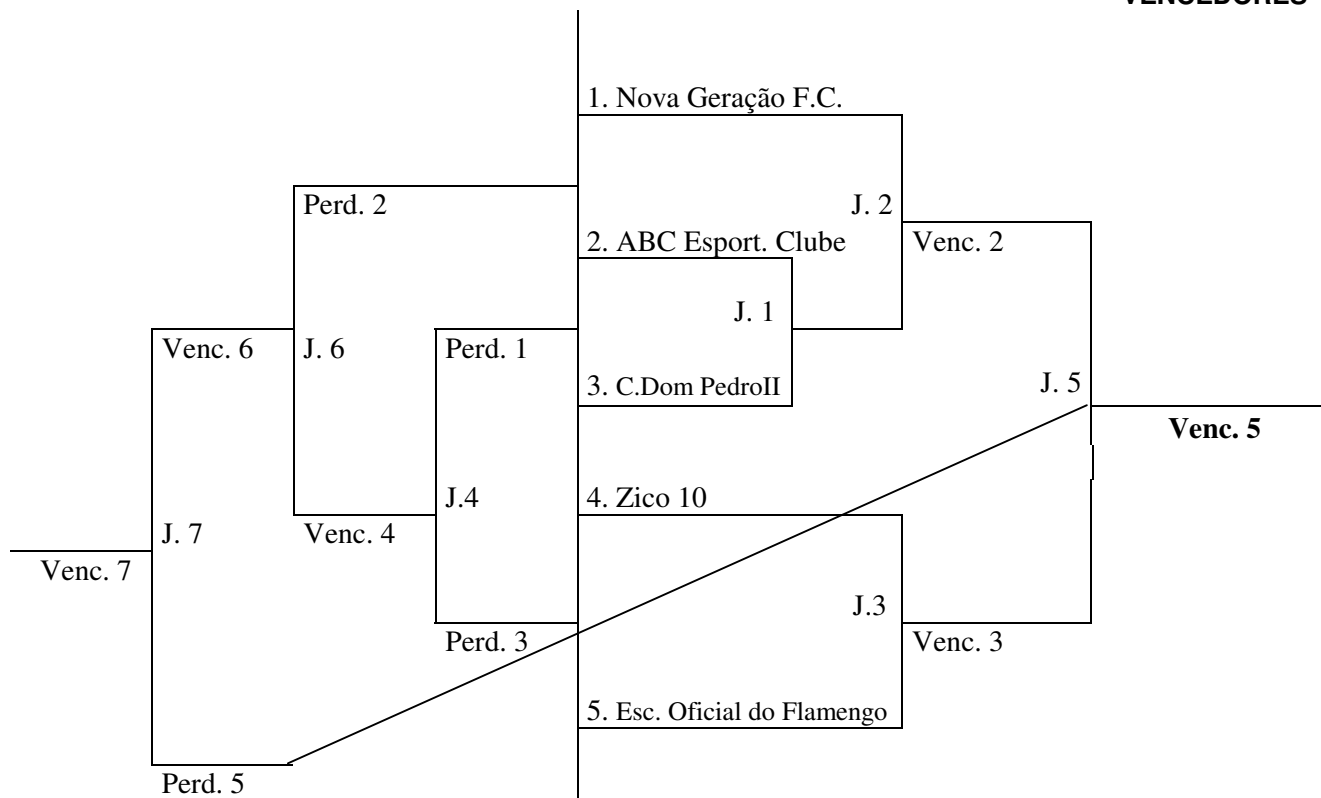 VENCEDORES
1. Nova Geração F.C.
Perd. 2
J. 2
2. ABC Esport. Clube
Venc. 2
J. 1
Venc. 6
J. 6
Perd. 1
3. C.Dom PedroII
J. 5
Venc. 5
J.4
4. Zico 10
J. 7
Venc. 4
Venc. 7
J.3
Perd. 3
Venc. 3
5. Esc. Oficial do Flamengo
Perd. 5